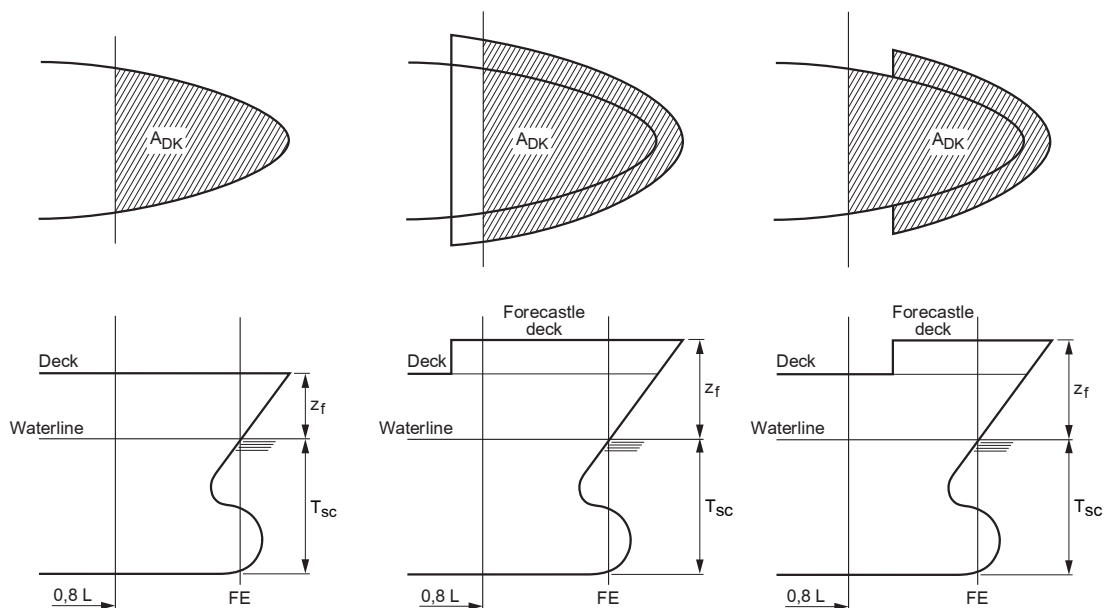 A_DK
A_DK
A_DK
Deck
z_f
Waterline
T_sc
0,8 L
FE
Forecastle
deck
Deck
z_f
Waterline
T_sc
0,8 L
FE
Forecastle
deck
Deck
z_f
Waterline
T_sc
0,8 L
FE